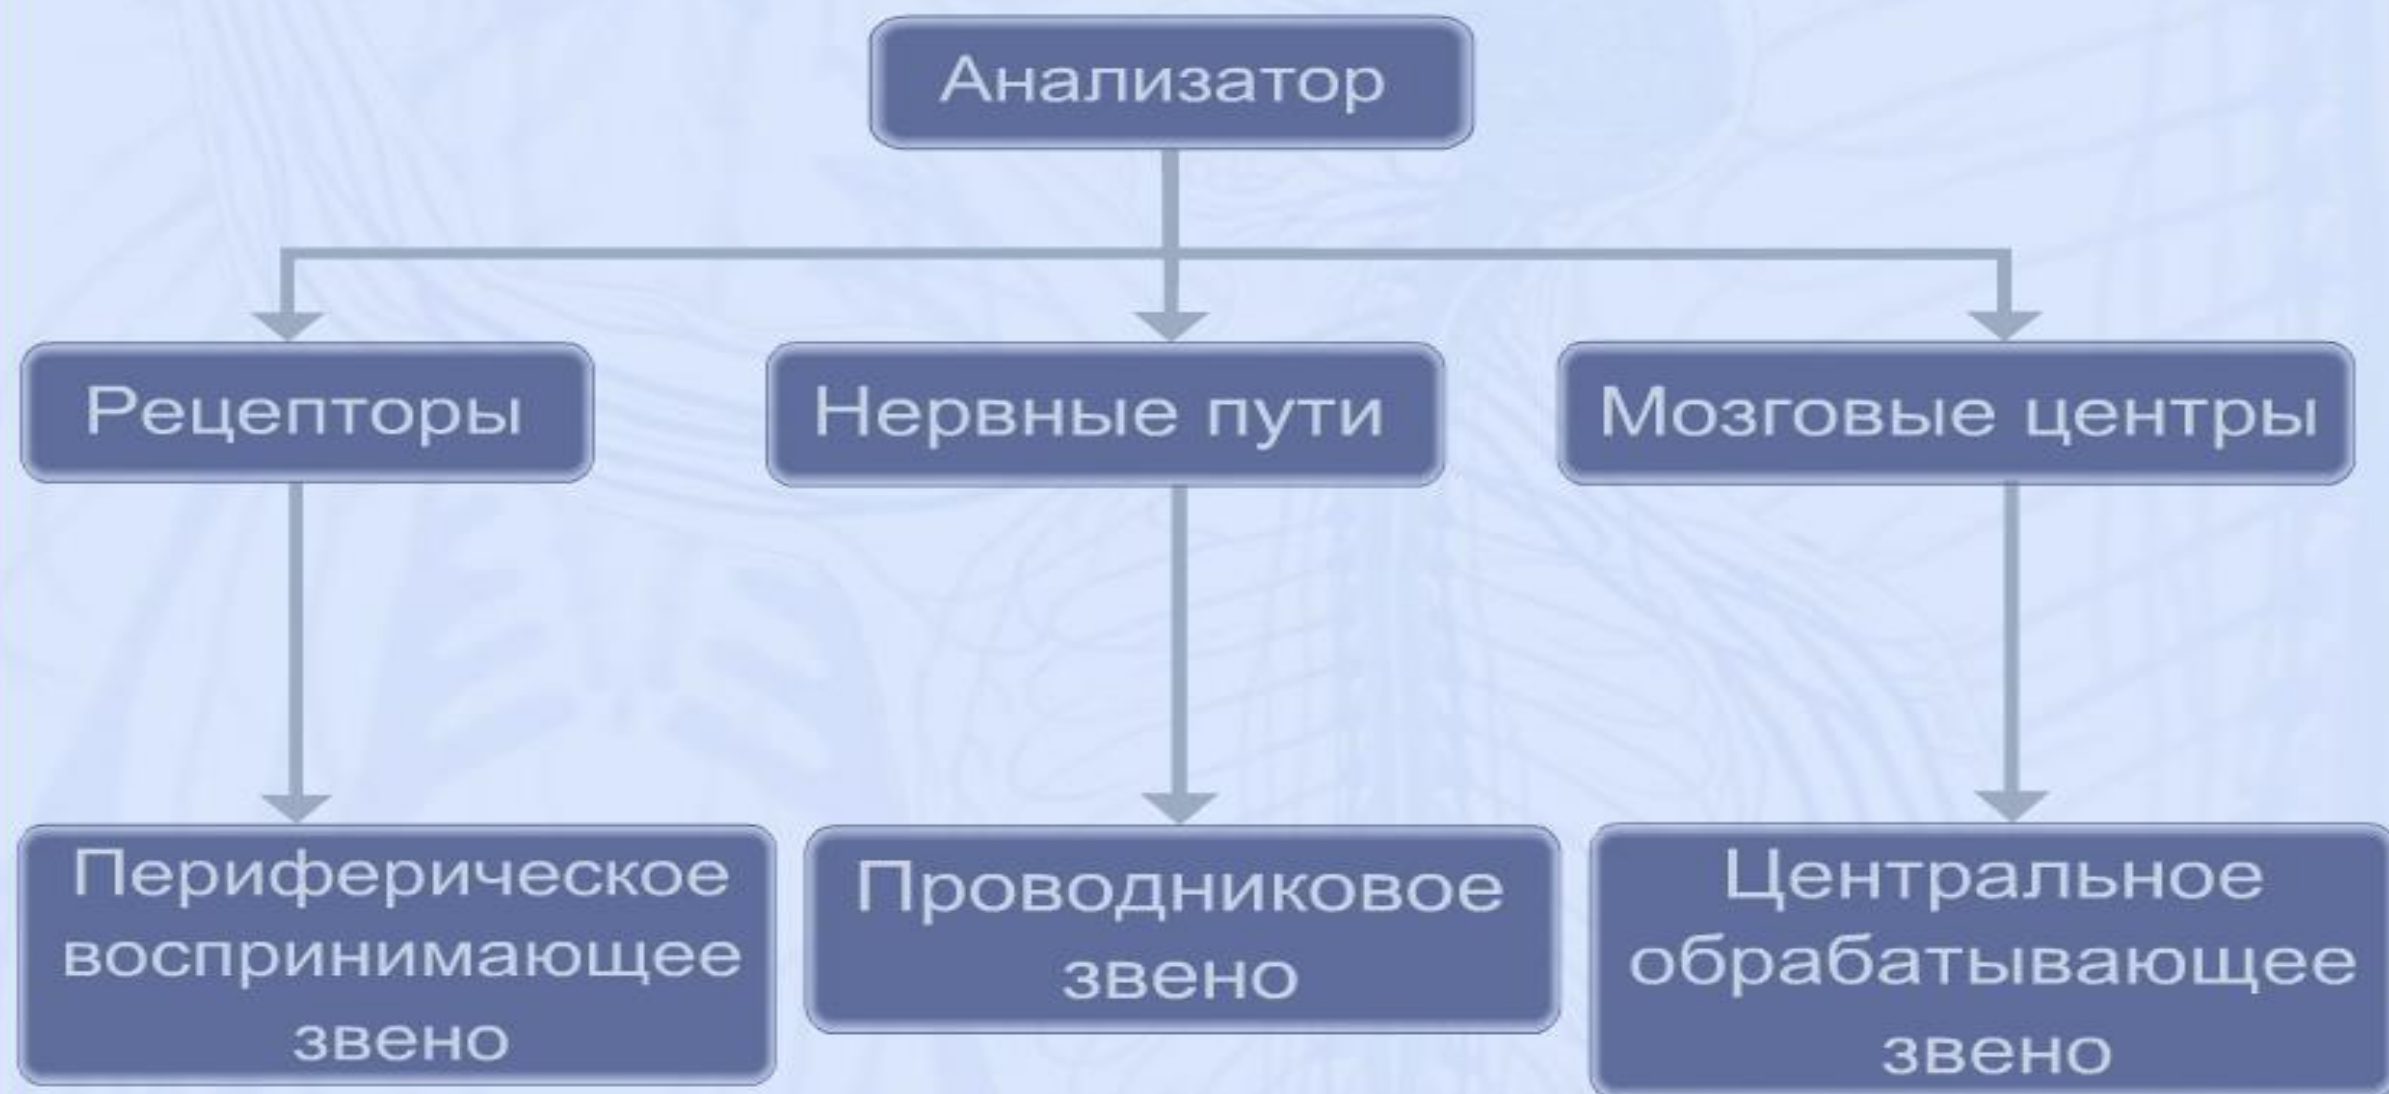 Анализатор
Рецепторы
Нервные пути
Мозговые центры
Периферическое
воспринимающее
звено
Проводниковое
звено
Центральное
обрабатывающее
звено